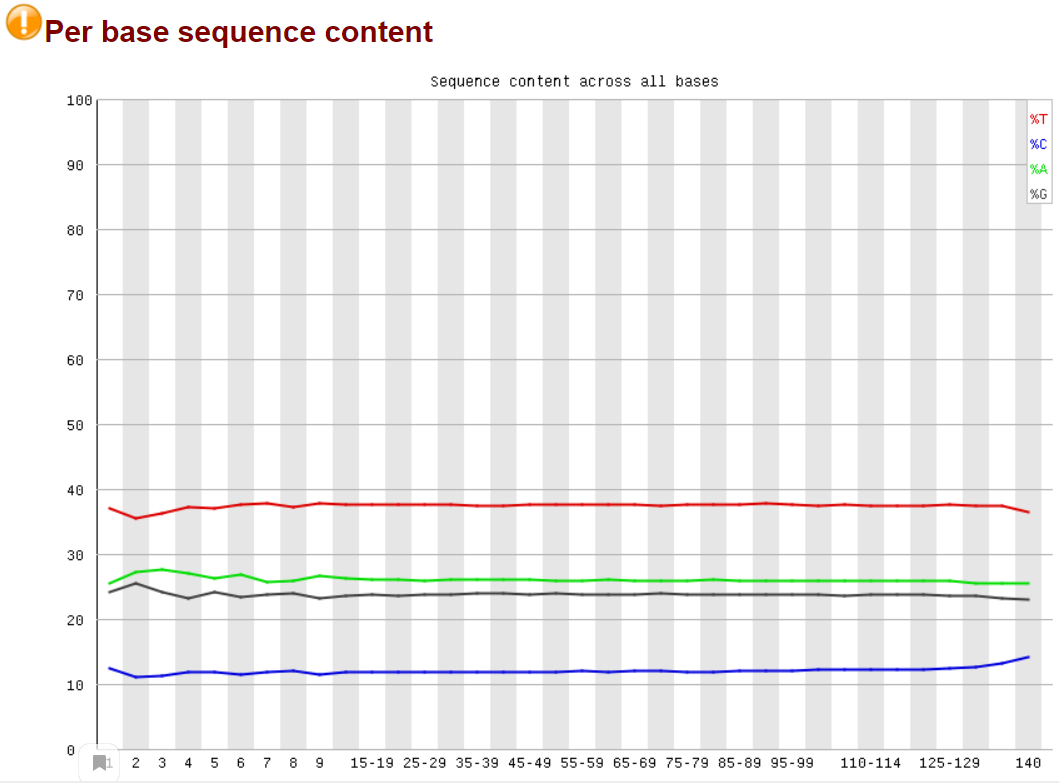 Per base sequence content
Sequence content across all bases
100
90
80
70
60
50
40
30
20
10
0
%T
%C
%A
%G
1 2 3 4 5 6 7 8 9 15-19 25-29 35-39 45-49 55-59 65-69 75-79 85-89 95-99 110-114 125-129 140